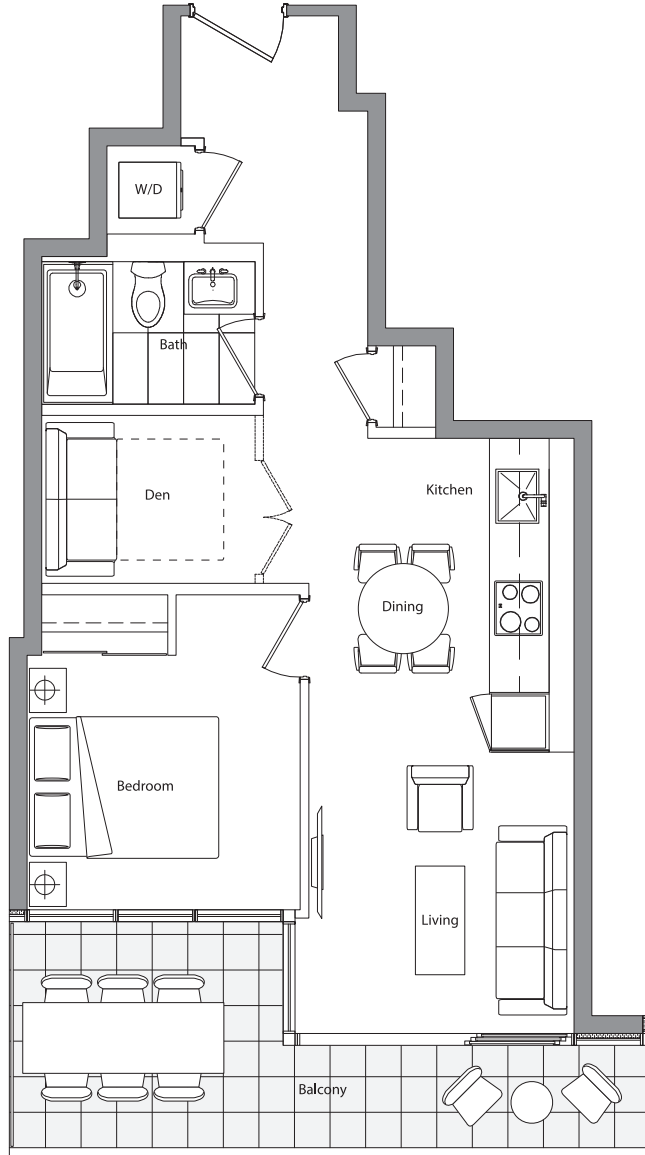 W/D
Bath
Den
Kitchen
Dining
Bedroom
Living
Balcony